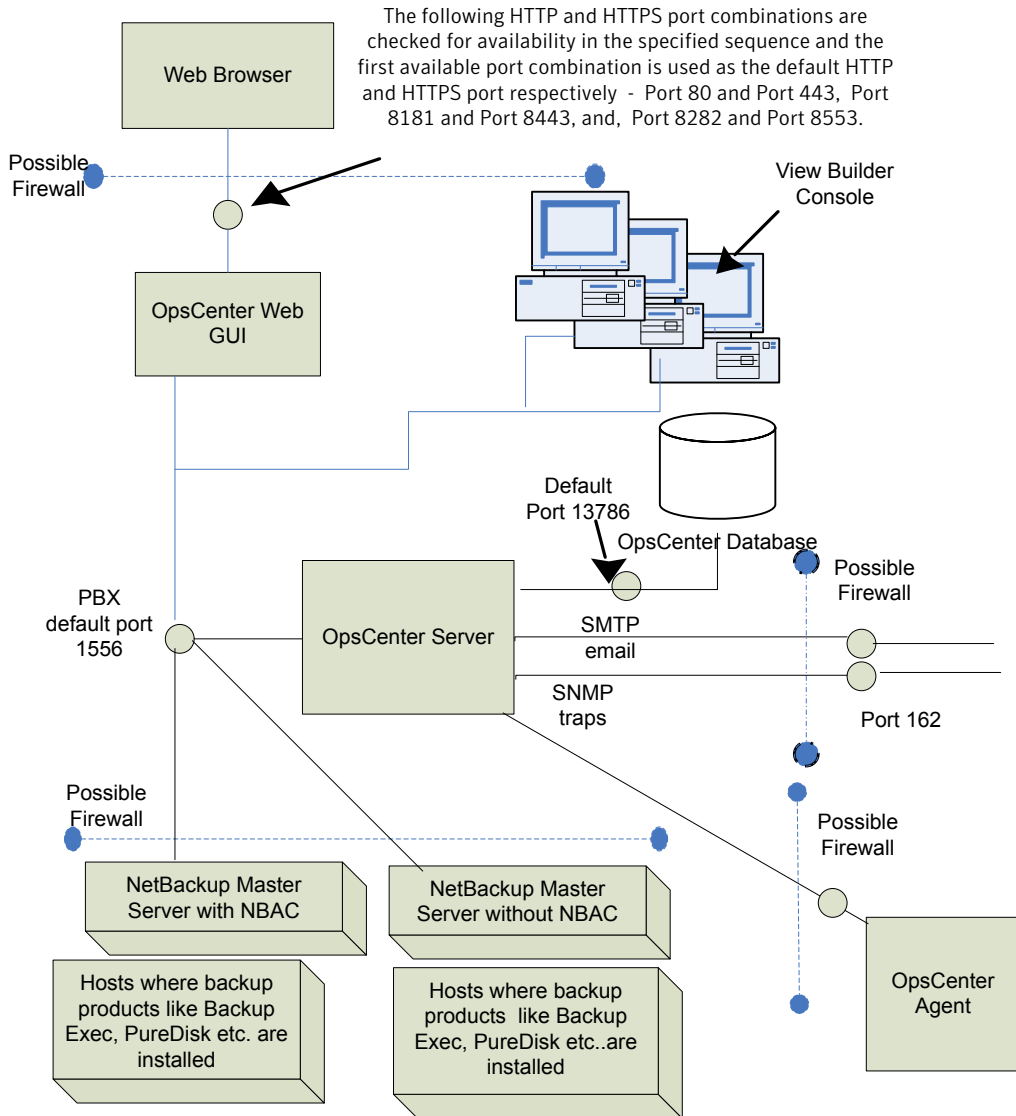 The following HTTP and HTTPS port combinations are
checked for availability in the specified sequence and the
first available port combination is used as the default HTTP
and HTTPS port respectively - Port 80 and Port 443, Port
8181 and Port 8443, and, Port 8282 and Port 8553.
Web Browser
Possible
Firewall
View Builder
Console
OpsCenter Web
GUI
Default
Port 13786
OpsCenter Database
Possible
Firewall
PBX
default port
1556
OpsCenter Server
SMTP
email
SNMP
traps
Port 162
Possible
Firewall
Possible
Firewall
NetBackup Master
Server with NBAC
NetBackup Master
Server without NBAC
Hosts where backup
products like Backup
Exec, PureDisk etc. are
installed
Hosts where backup
products like Backup
Exec, PureDisk etc..are
installed
OpsCenter
Agent